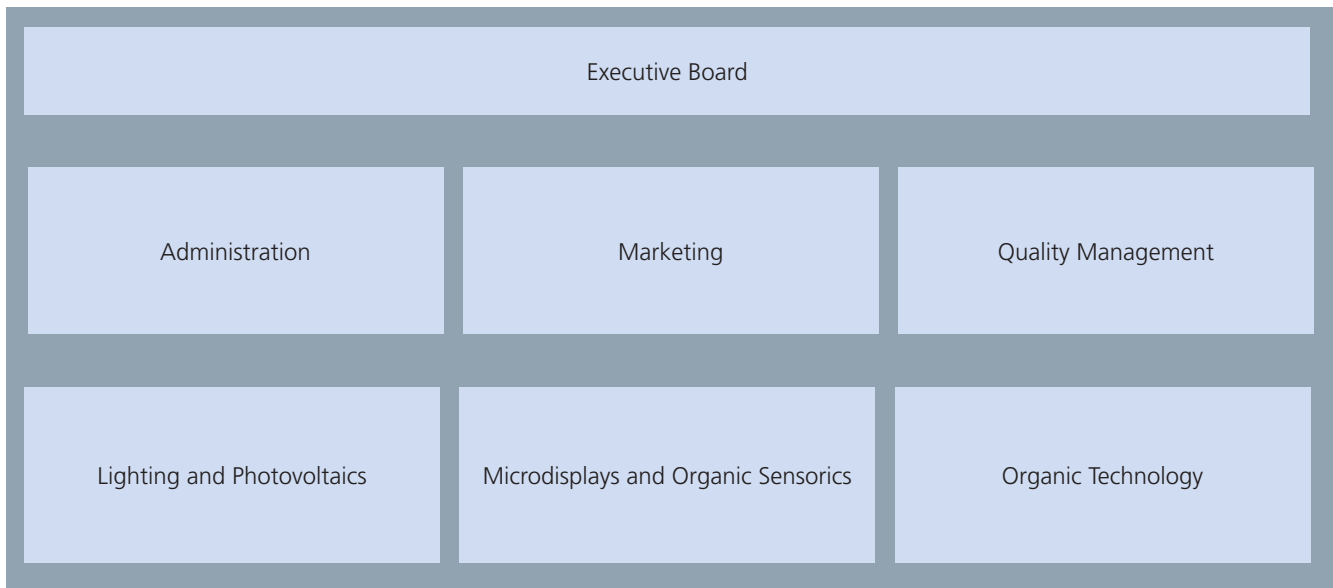 Executive Board
Administration
Marketing
Quality Management
Lighting and Photovoltaics
Microdisplays and Organic Sensorics
Organic Technology